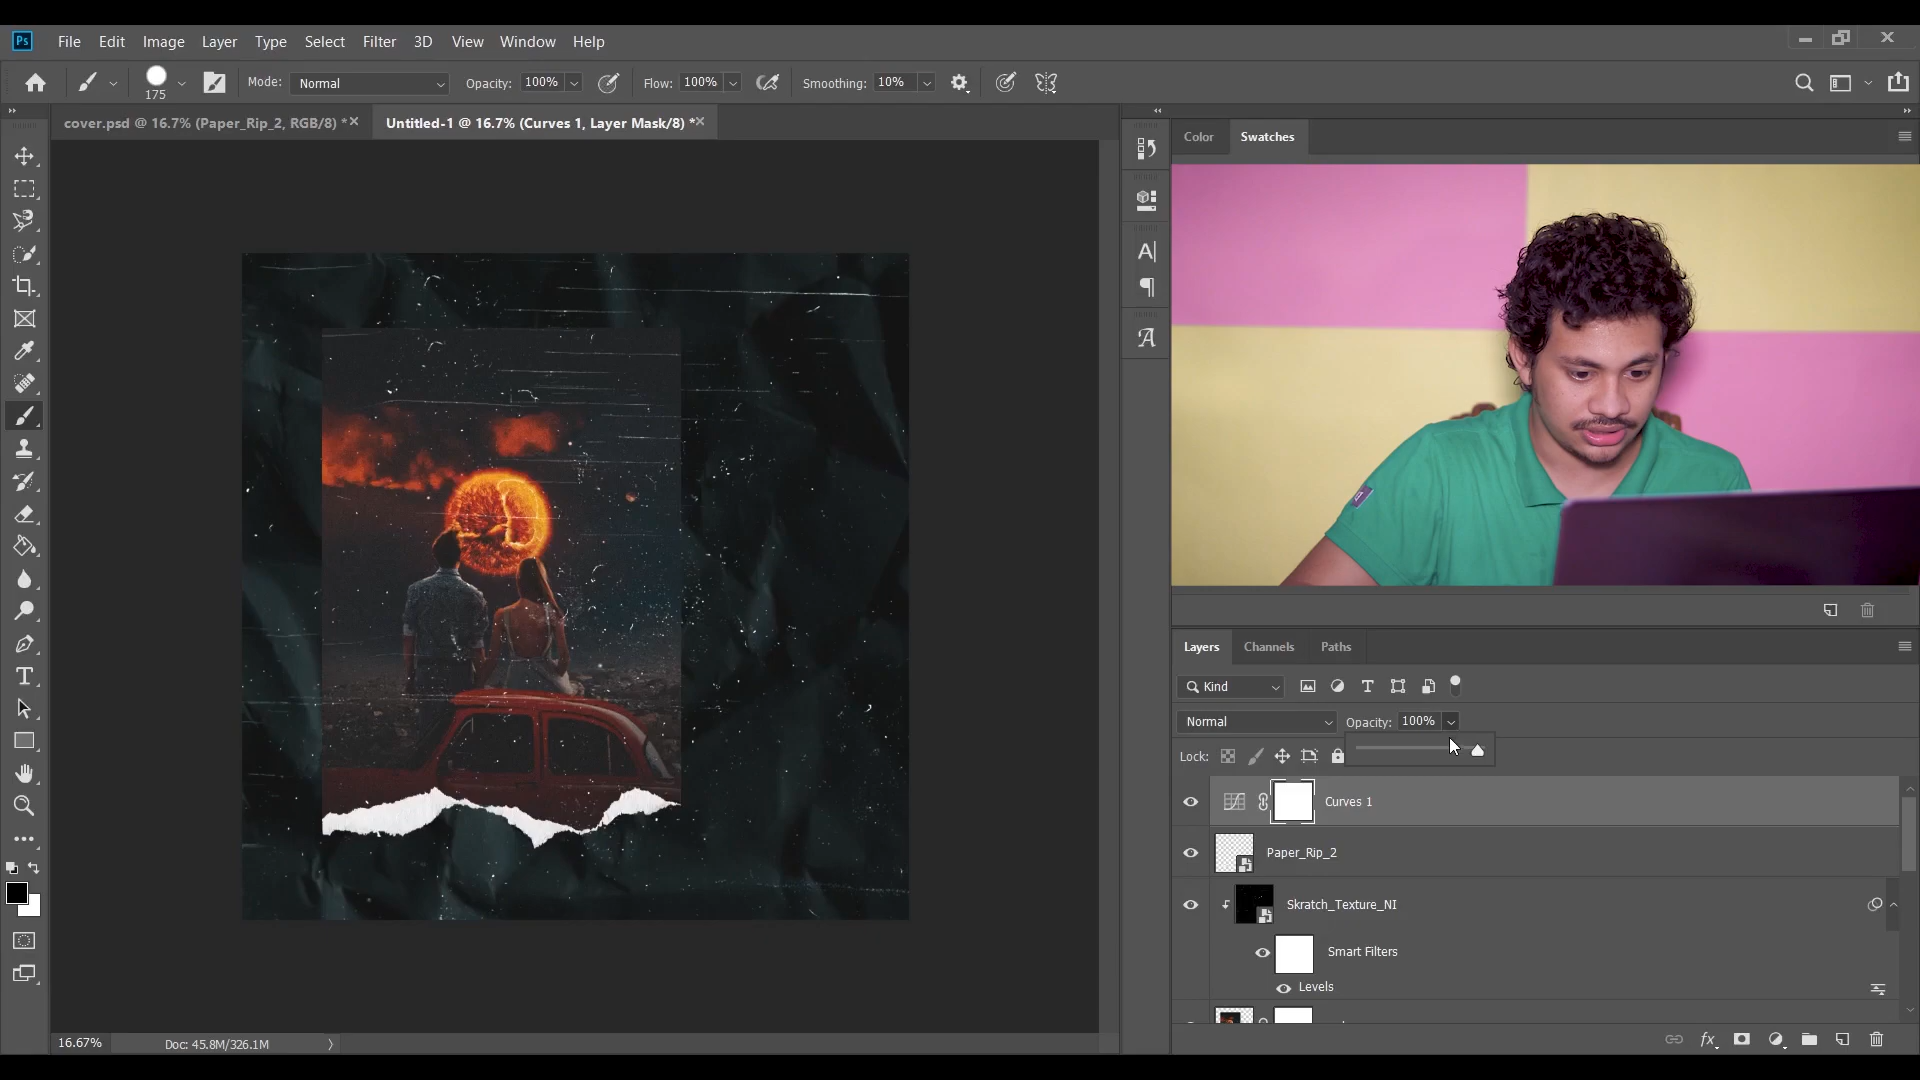 Ps File Edit Image Layer Type Select Filter 3D View Window Help
175 Mode: Normal Opacity: 100% Flow: 100% Smoothing: 10%
cover.psd @ 16.7% (Paper_Rip_2, RGB/8) * Untitled-1 @ 16.7% (Curves 1, Layer Mask/8) *
Color Swatches
Layers Channels Paths
Kind
Normal Opacity: 100%
Lock:
Curves 1
Paper_Rip_2
Skratch_Texture_NI
Smart Filters
Levels
fx
16.67% Doc: 45.8M/326.1M